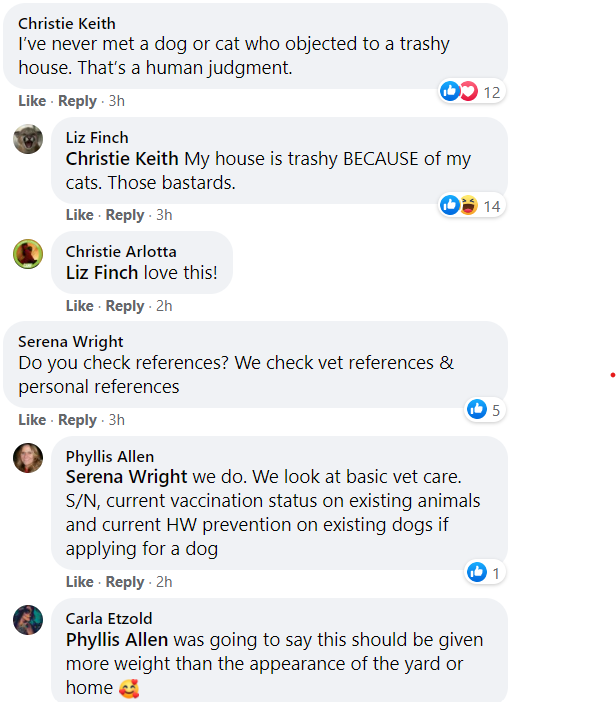 Christie Keith
I've never met a dog or cat who objected to a trashy
house. That's a human judgment.
Like · Reply · 3h
12
Liz Finch
Christie Keith My house is trashy BECAUSE of my
cats. Those bastards.
Like · Reply · 3h
14
Christie Arlotta
Liz Finch love this!
Like · Reply · 2h
Serena Wright
Do you check references? We check vet references &
personal references
Like · Reply · 3h
5
Phyllis Allen
Serena Wright we do. We look at basic vet care.
S/N, current vaccination status on existing animals
and current HW prevention on existing dogs if
applying for a dog
Like · Reply · 2h
1
Carla Etzold
Phyllis Allen was going to say this should be given
more weight than the appearance of the yard or
home 🥰